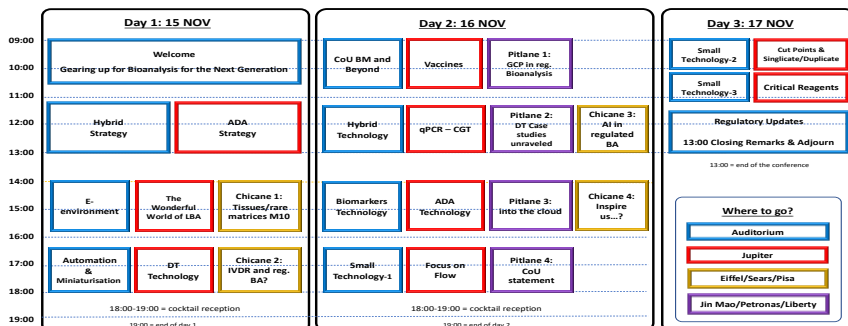 Day 1: 15 NOV
Day 2: 16 NOV
Day 3: 17 NOV
09:00
10:00
11:00
12:00
13:00
14:00
15:00
16:00
17:00
18:00
19:00
Welcome
Gearing up for Bioanalysis for the Next Generation
Hybrid
Strategy
ADA
Strategy
E-
environment
The
Wonderful
World of LBA
Chicane 1:
Tissues/rare
matrices M10
Automation
&
Miniaturisation
DT
Technology
Chicane 2:
IVDR and reg.
BA?
18:00-19:00 = cocktail reception
19:00 = end of day 1
CoU BM and
Beyond
Vaccines
Pitlane 1:
GCP in reg.
Bioanalysis
Hybrid
Technology
qPCR – CGT
Pitlane 2:
DT Case
studies
unraveled
Chicane 3:
AI in
regulated
BA
Biomarkers
Technology
ADA
Technology
Pitlane 3:
into the cloud
Chicane 4:
Inspire
us...?
Small
Technology-1
Focus on
Flow
Pitlane 4:
CoU
statement
18:00-19:00 = cocktail reception
19:00 = end of day 2
Small
Technology-2
Cut Points &
Singlicate/Duplicate
Small
Technology-3
Critical Reagents
Regulatory Updates
13:00 Closing Remarks & Adjourn
13:00 = end of the conference
Where to go?
Auditorium
Jupiter
Eiffel/Sears/Pisa
Jin Mao/Petronas/Liberty